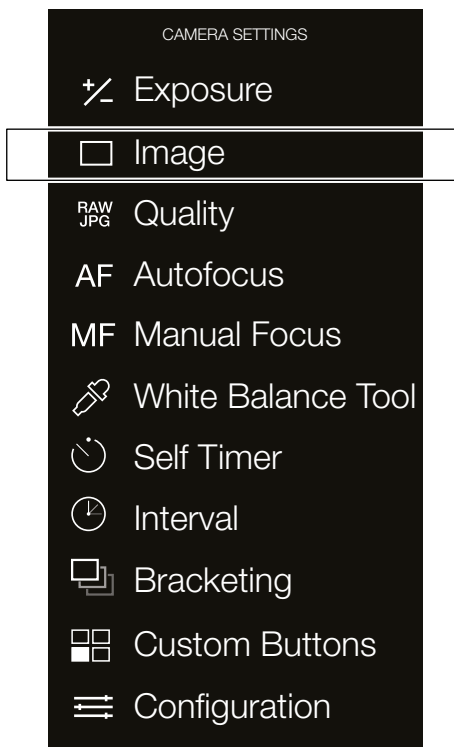 CAMERA SETTINGS
Exposure
Image
RAW
JPG Quality
AF Autofocus
MF Manual Focus
White Balance Tool
Self Timer
Interval
Bracketing
Custom Buttons
Configuration